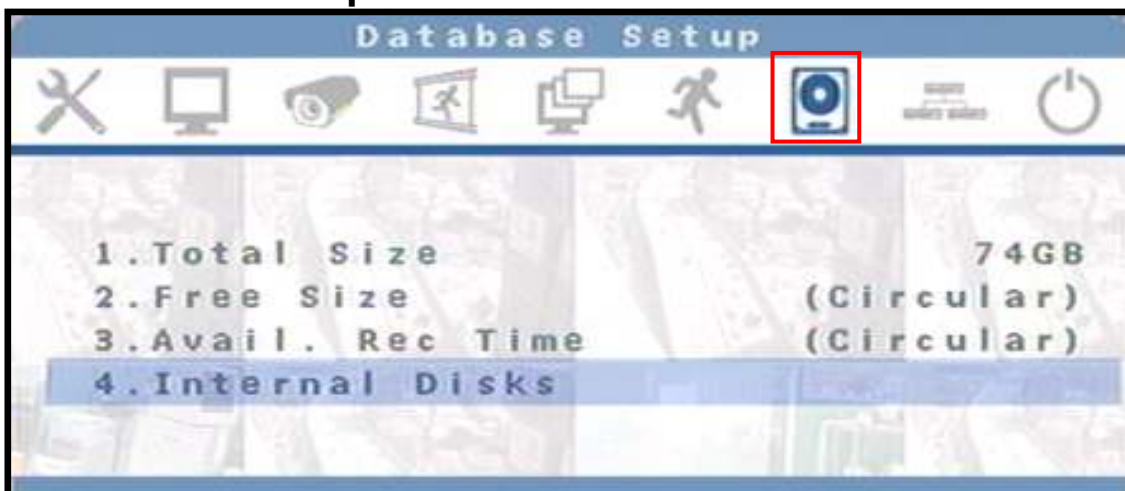 Database Setup
1.Total Size 74GB
2.Free Size (Circular)
3.Avail. Rec Time (Circular)
4.Internal Disks